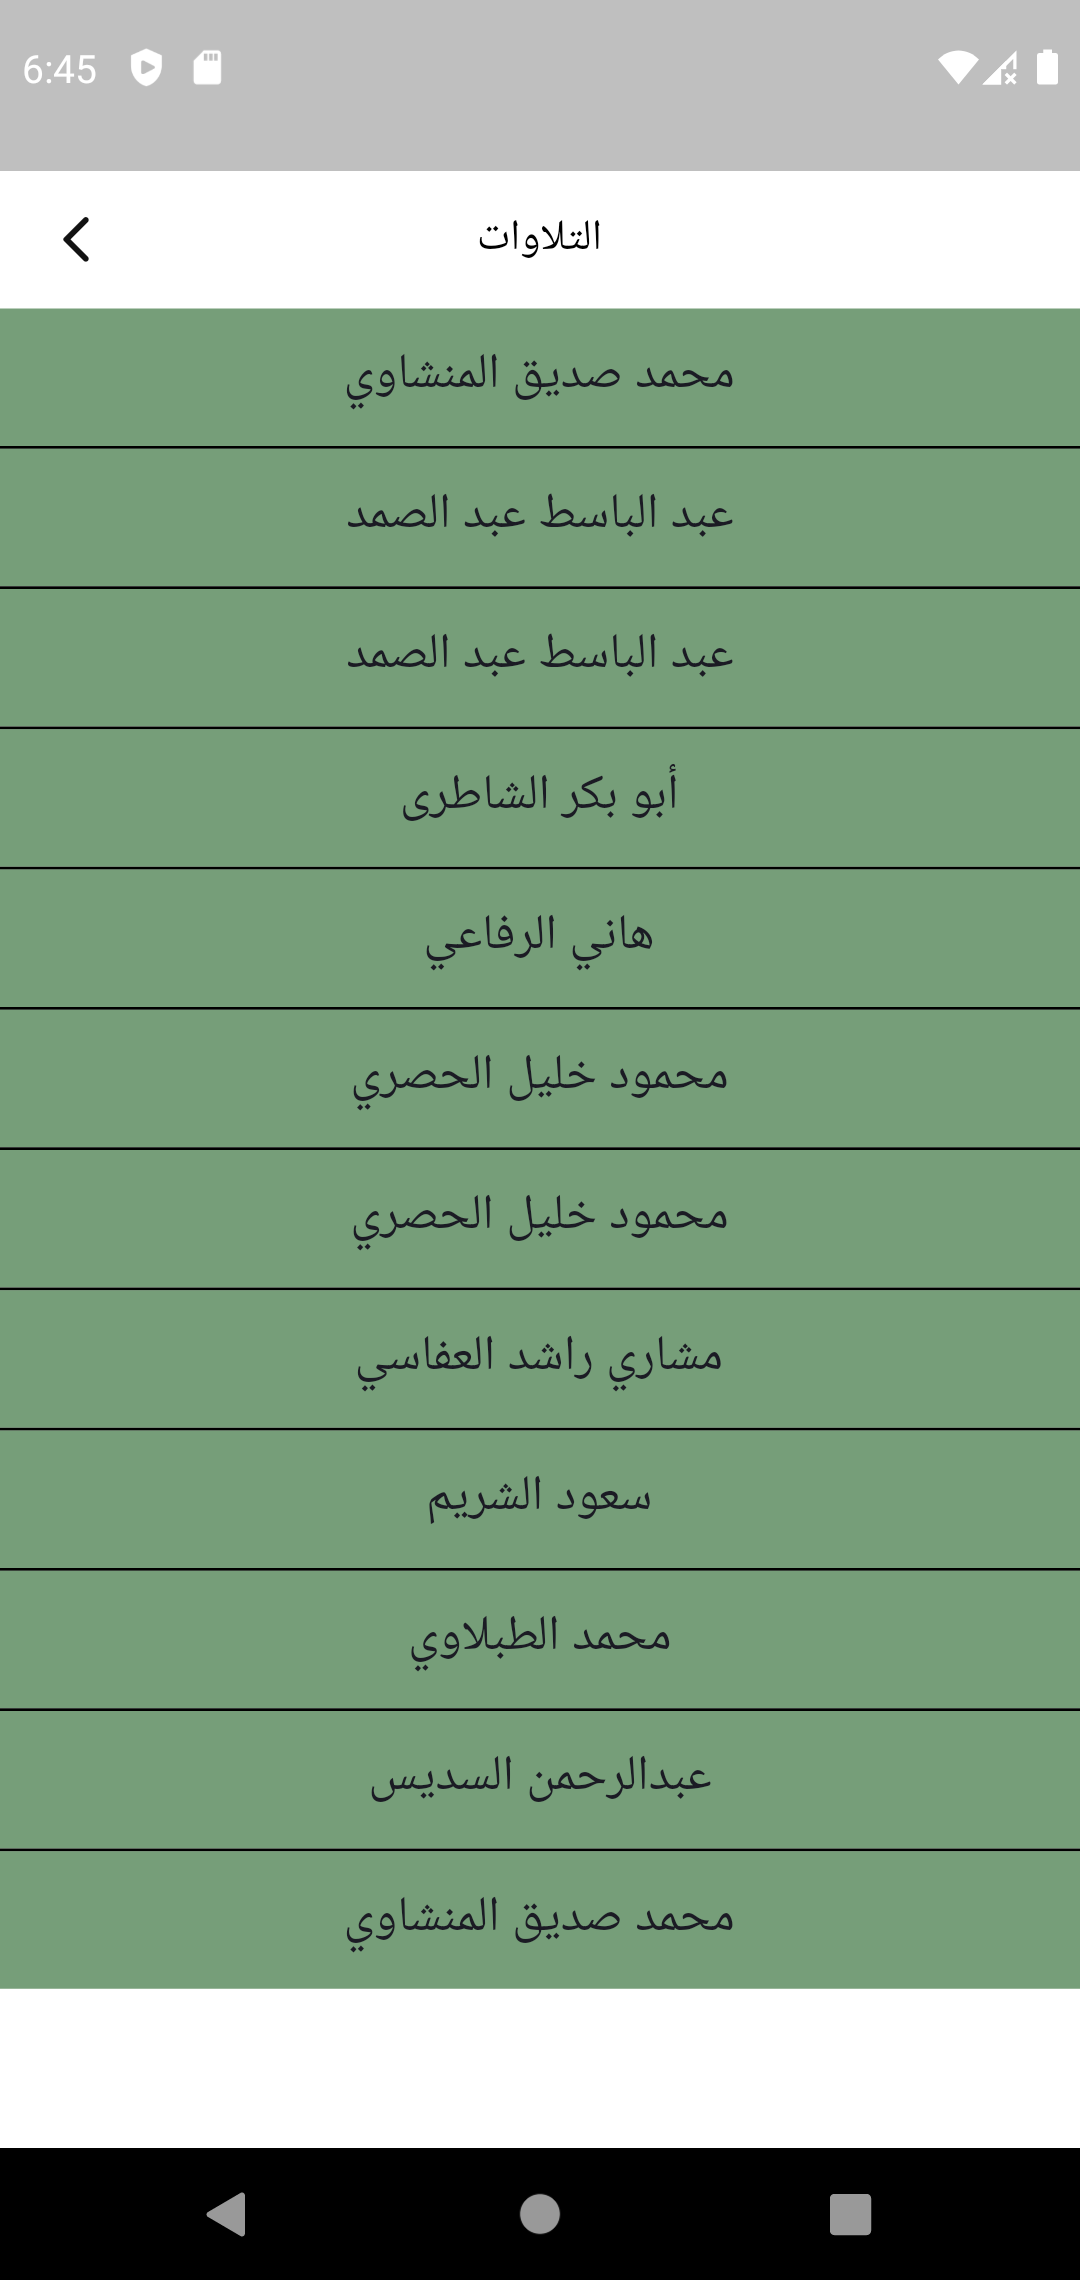 6:45
التلاوات
محمد صديق المنشاوي
عبد الباسط عبد الصمد
عبد الباسط عبد الصمد
أبو بكر الشاطرى
هاني الرفاعي
محمود خليل الحصري
محمود خليل الحصري
مشاري راشد العفاسي
سعود الشريم
محمد الطبلاوي
عبدالرحمن السديس
محمد صديق المنشاوي